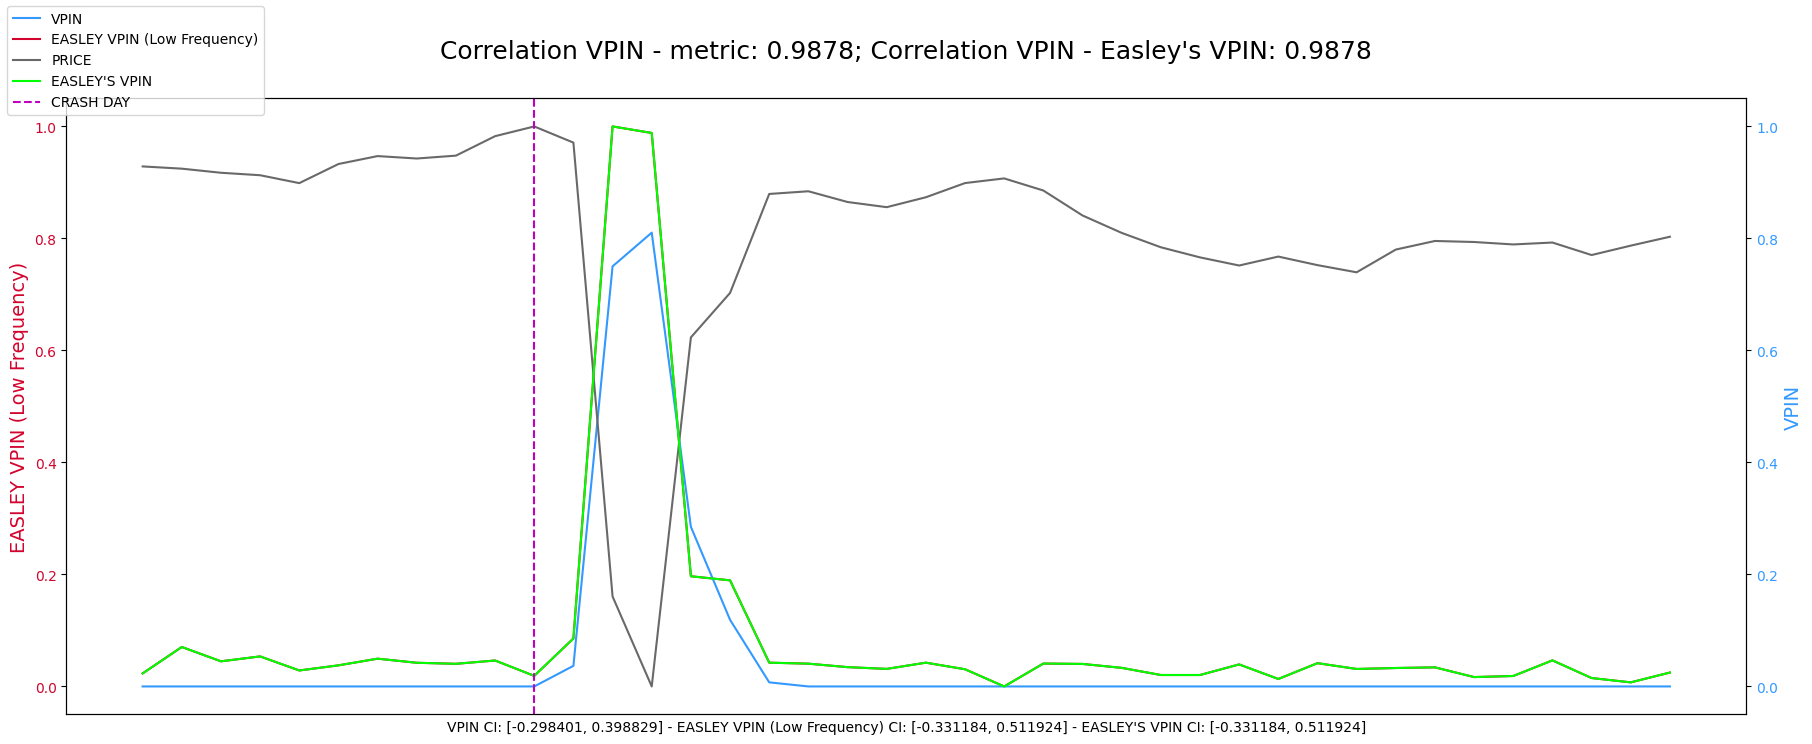 VPIN
EASLEY VPIN (Low Frequency)
PRICE
EASLEY'S VPIN
CRASH DAY
Correlation VPIN - metric: 0.9878; Correlation VPIN - Easley's VPIN: 0.9878
EASLEY VPIN (Low Frequency)
1.0
0.8
0.6
0.4
0.2
0.0
1.0
0.8
0.6
0.4
0.2
0.0
VPIN
VPIN CI: [-0.298401, 0.398829] - EASLEY VPIN (Low Frequency) CI: [-0.331184, 0.511924] - EASLEY'S VPIN CI: [-0.331184, 0.511924]